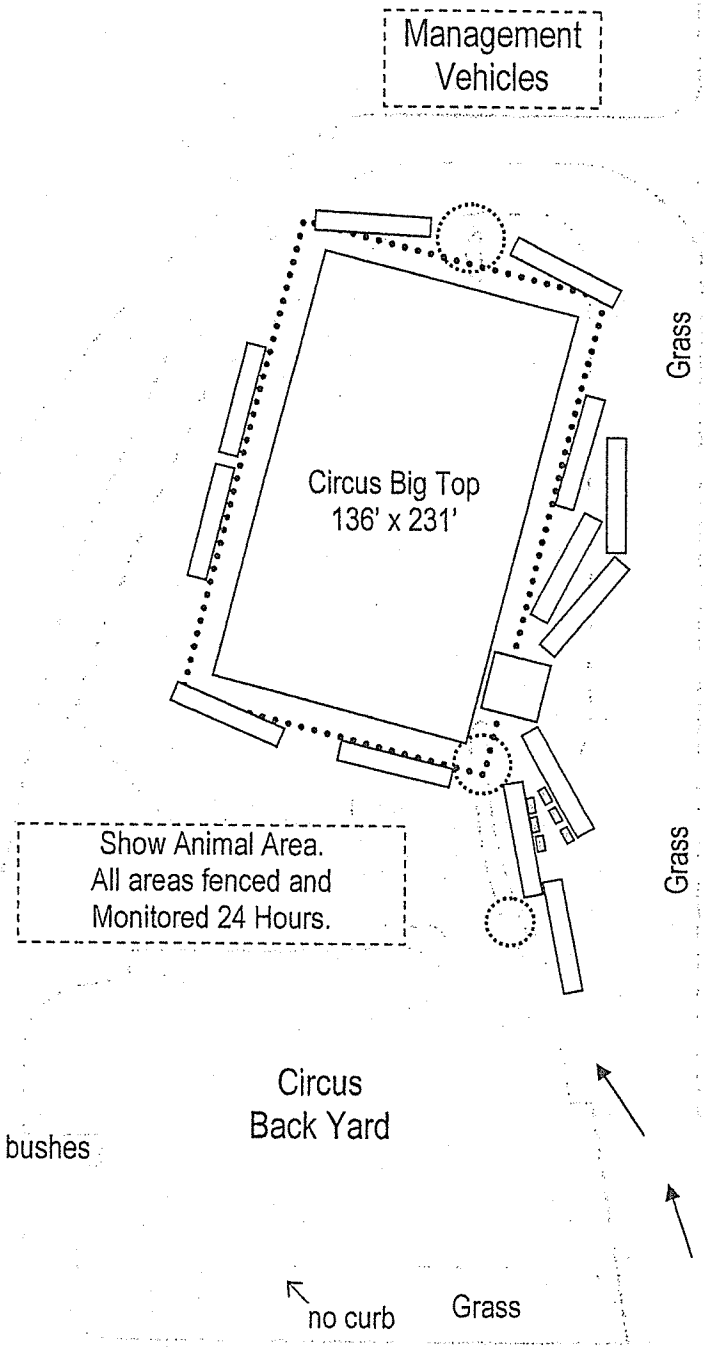 Management
Vehicles
Grass
Circus Big Top
136' x 231'
Show Animal Area.
All areas fenced and
Monitored 24 Hours.
Grass
Circus
Back Yard
bushes
no curb
Grass